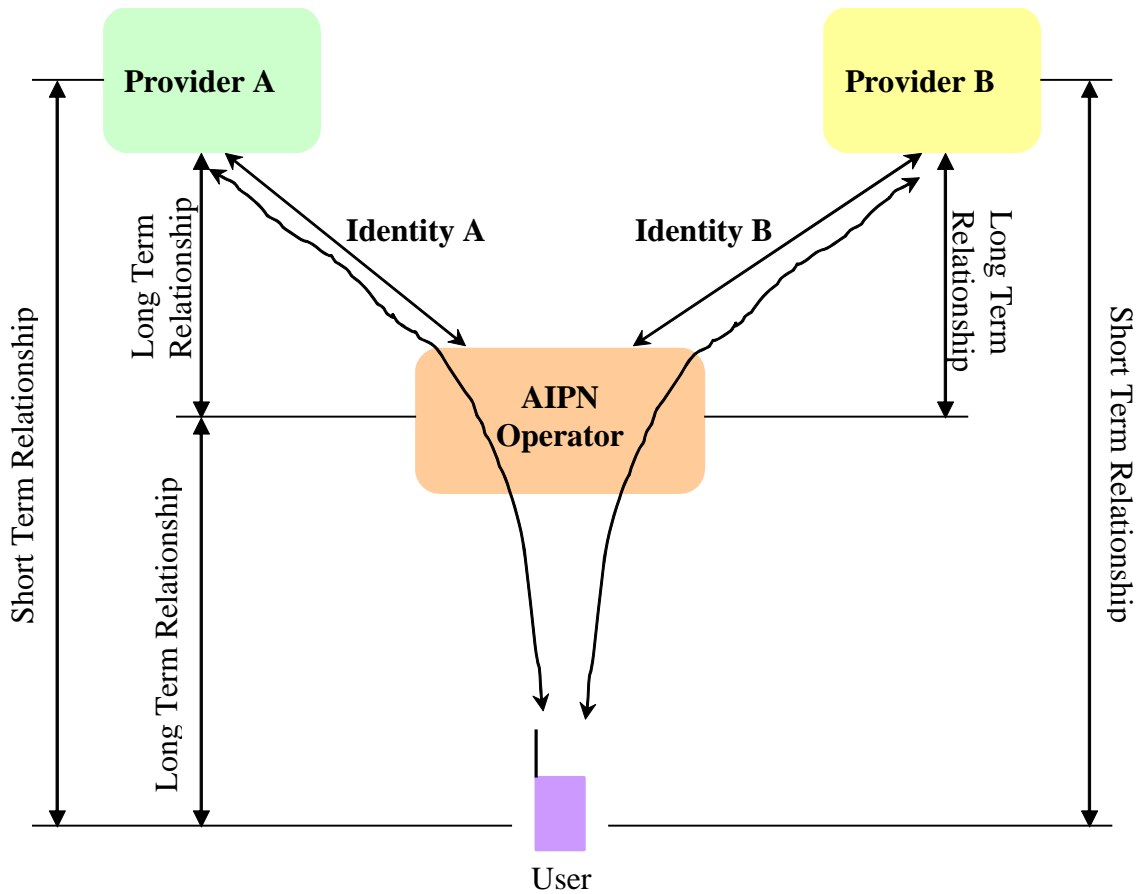 Provider A
Provider B
Identity A
Identity B
Long Term
Relationship
Long Term
Relationship
Short Term Relationship
Short Term Relationship
AIPN
Operator
Long Term Relationship
User